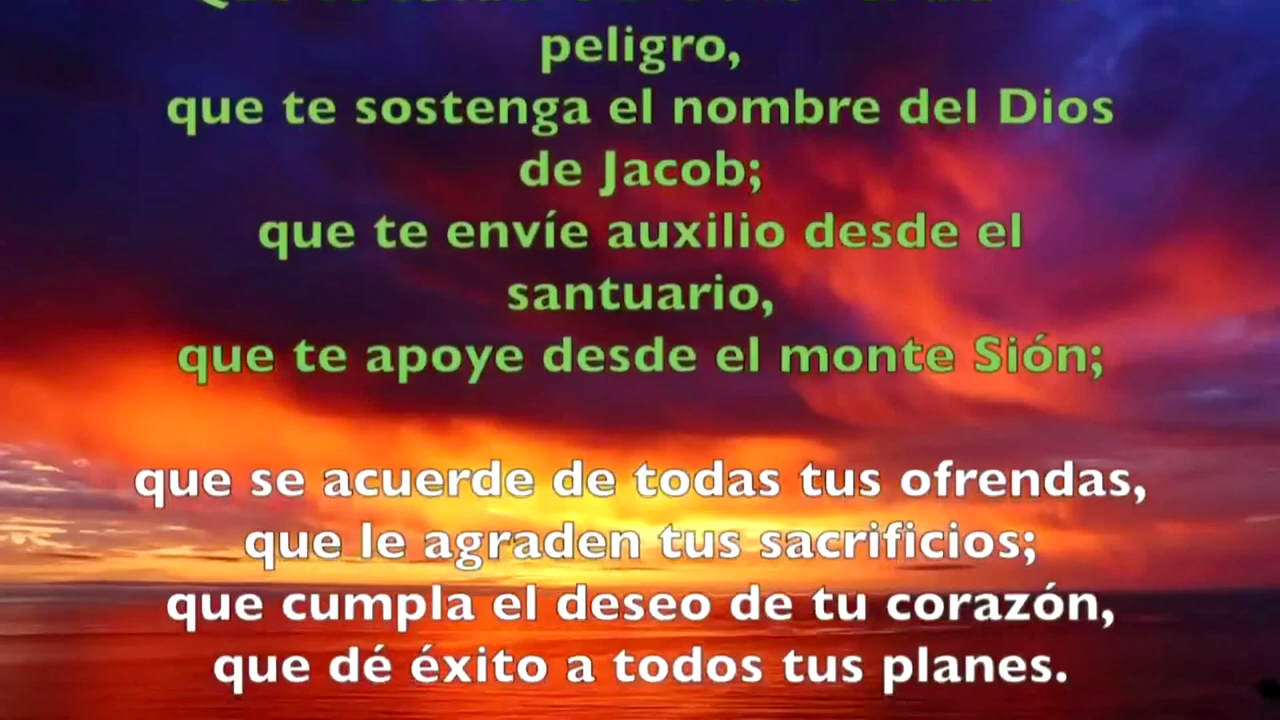 peligro,
que te sostenga el nombre del Dios
de Jacob;
que te envíe auxilio desde el
santuario,
que te apoye desde el monte Sión;
que se acuerde de todas tus ofrendas,
que le agraden tus sacrificios;
que cumpla el deseo de tu corazón,
que dé éxito a todos tus planes.